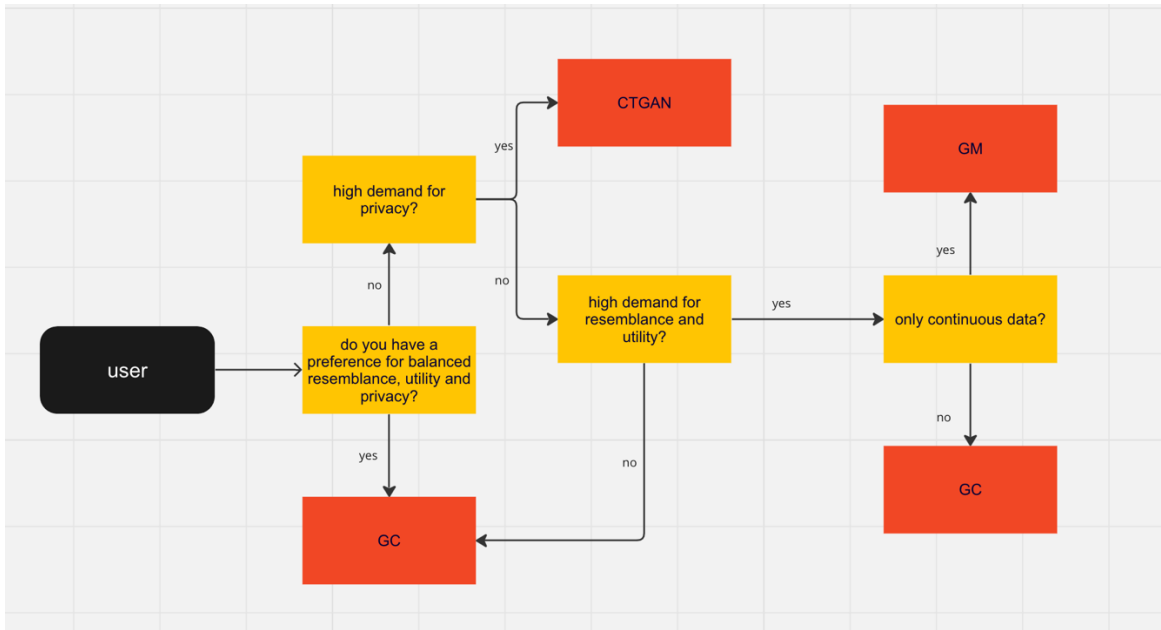 CTGAN
GM
yes
high demand for
privacy?
yes
no
no
high demand for
resemblance and
utility?
yes
only continuous data?
user
do you have a
preference for balanced
resemblance, utility and
privacy?
no
yes
no
GC
GC